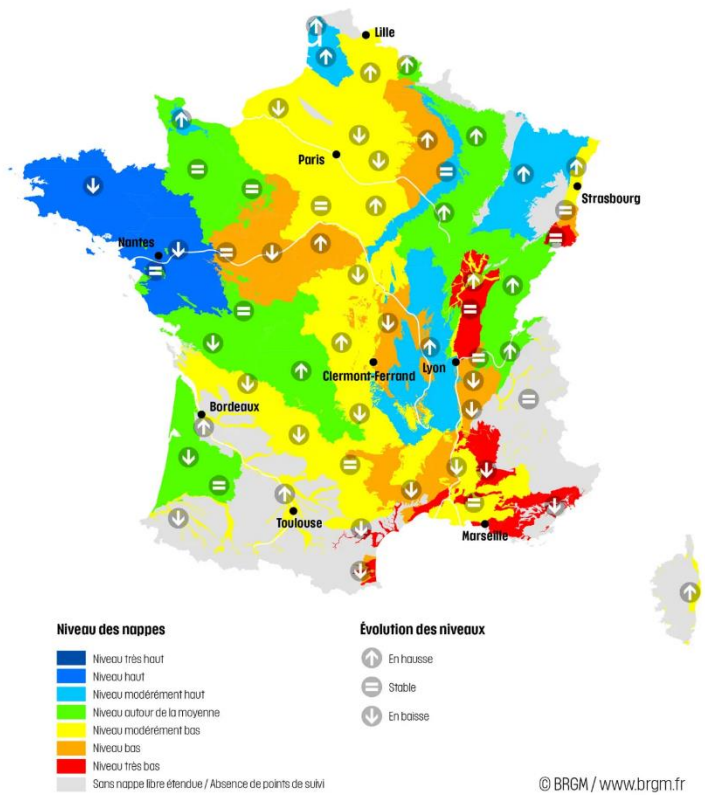 Lille
Paris
Strasbourg
Nantes
Clermont-Ferrand
Lyon
Bordeaux
Toulouse
Marseille
Niveau des nappes
Niveau très haut
Niveau haut
Niveau modérément haut
Niveau autour de la moyenne
Niveau modérément bas
Niveau bas
Niveau très bas
Sans nappe libre étendue / Absence de points de suivi
Évolution des niveaux
En hausse
Stable
En baisse
© BRGM / www.brgm.fr